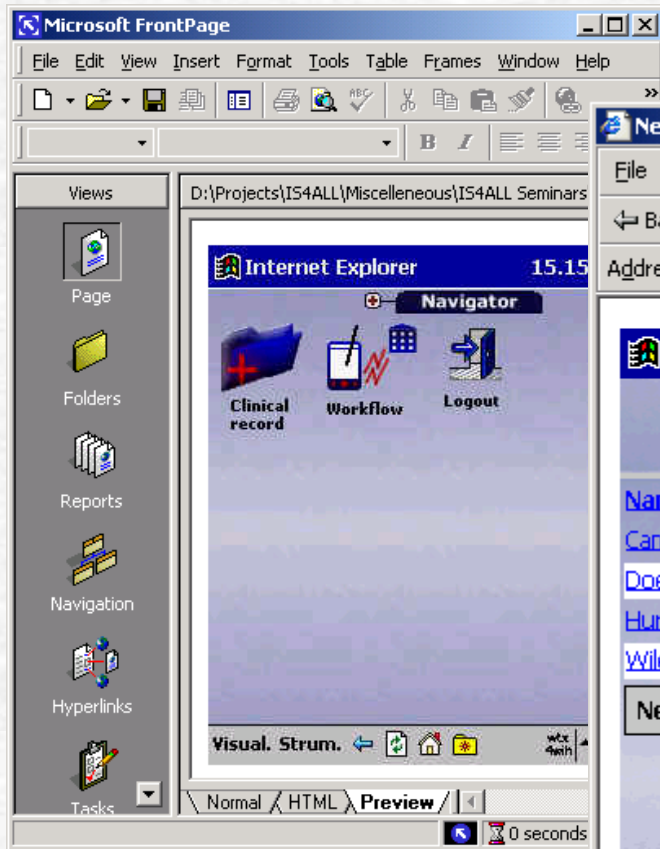 Microsoft FrontPage
File Edit View Insert Format Tools Table Frames Window Help
ABC
B I
Views
Page
Folders
Reports
Navigation
Hyperlinks
Tasks
D:\Projects\IS4ALL\Miscelleneous\IS4ALL Seminars
Internet Explorer 15.15
Navigator
Clinical
record
Workflow
Logout
Visual. Strum.
Normal HTML Preview
0 seconds
File